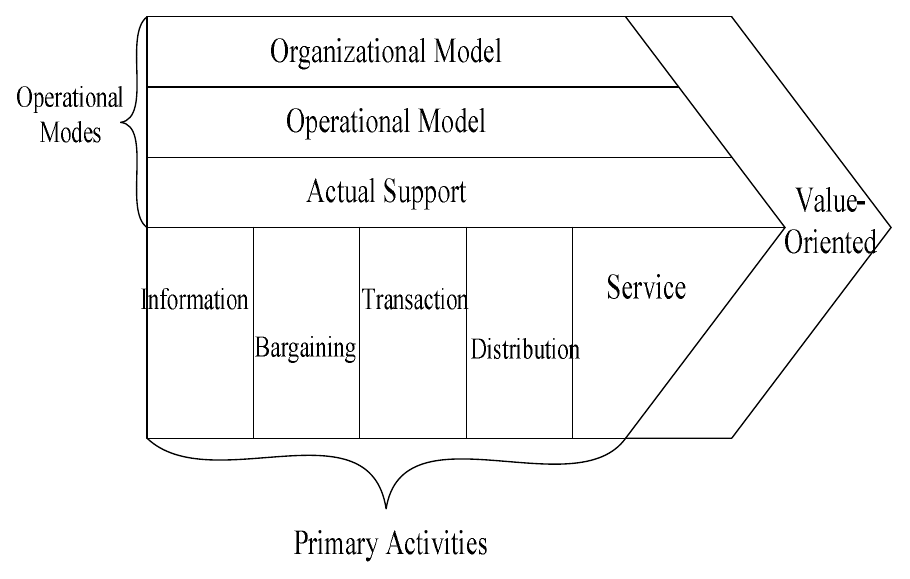 Organizational Model
Operational
Modes
Operational Model
Actual Support
Value-
Oriented
Information
Transaction
Service
Bargaining
Distribution
Primary Activities